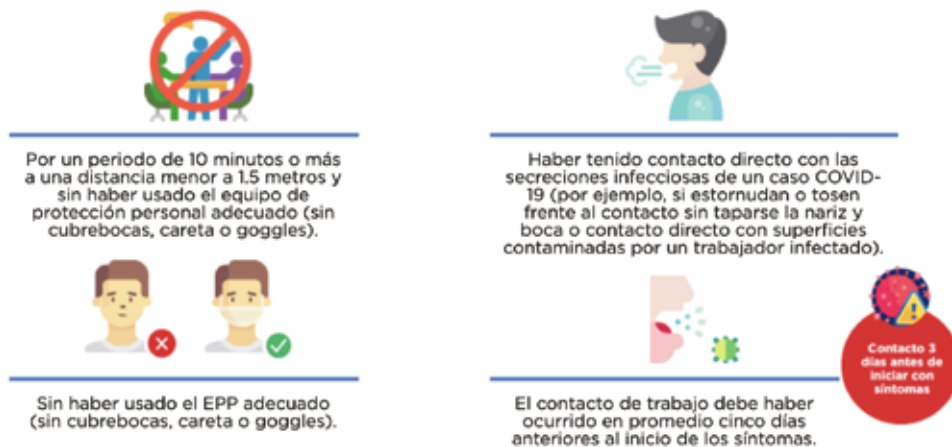 Por un periodo de 10 minutos o más
a una distancia menor a 1.5 metros y
sin haber usado el equipo de
protección personal adecuado (sin
cubrebocas, careta o goggles).
Haber tenido contacto directo con las
secreciones infecciosas de un caso COVID-
19 (por ejemplo, si estornudan o tosen
frente al contacto sin taparse la nariz y
boca o contacto directo con superficies
contaminadas por un trabajador infectado).
Sin haber usado el EPP adecuado
(sin cubrebocas, careta o goggles).
El contacto de trabajo debe haber
ocurrido en promedio cinco días
anteriores al inicio de los síntomas.
Contacto 3
días antes de
iniciar con
síntomas